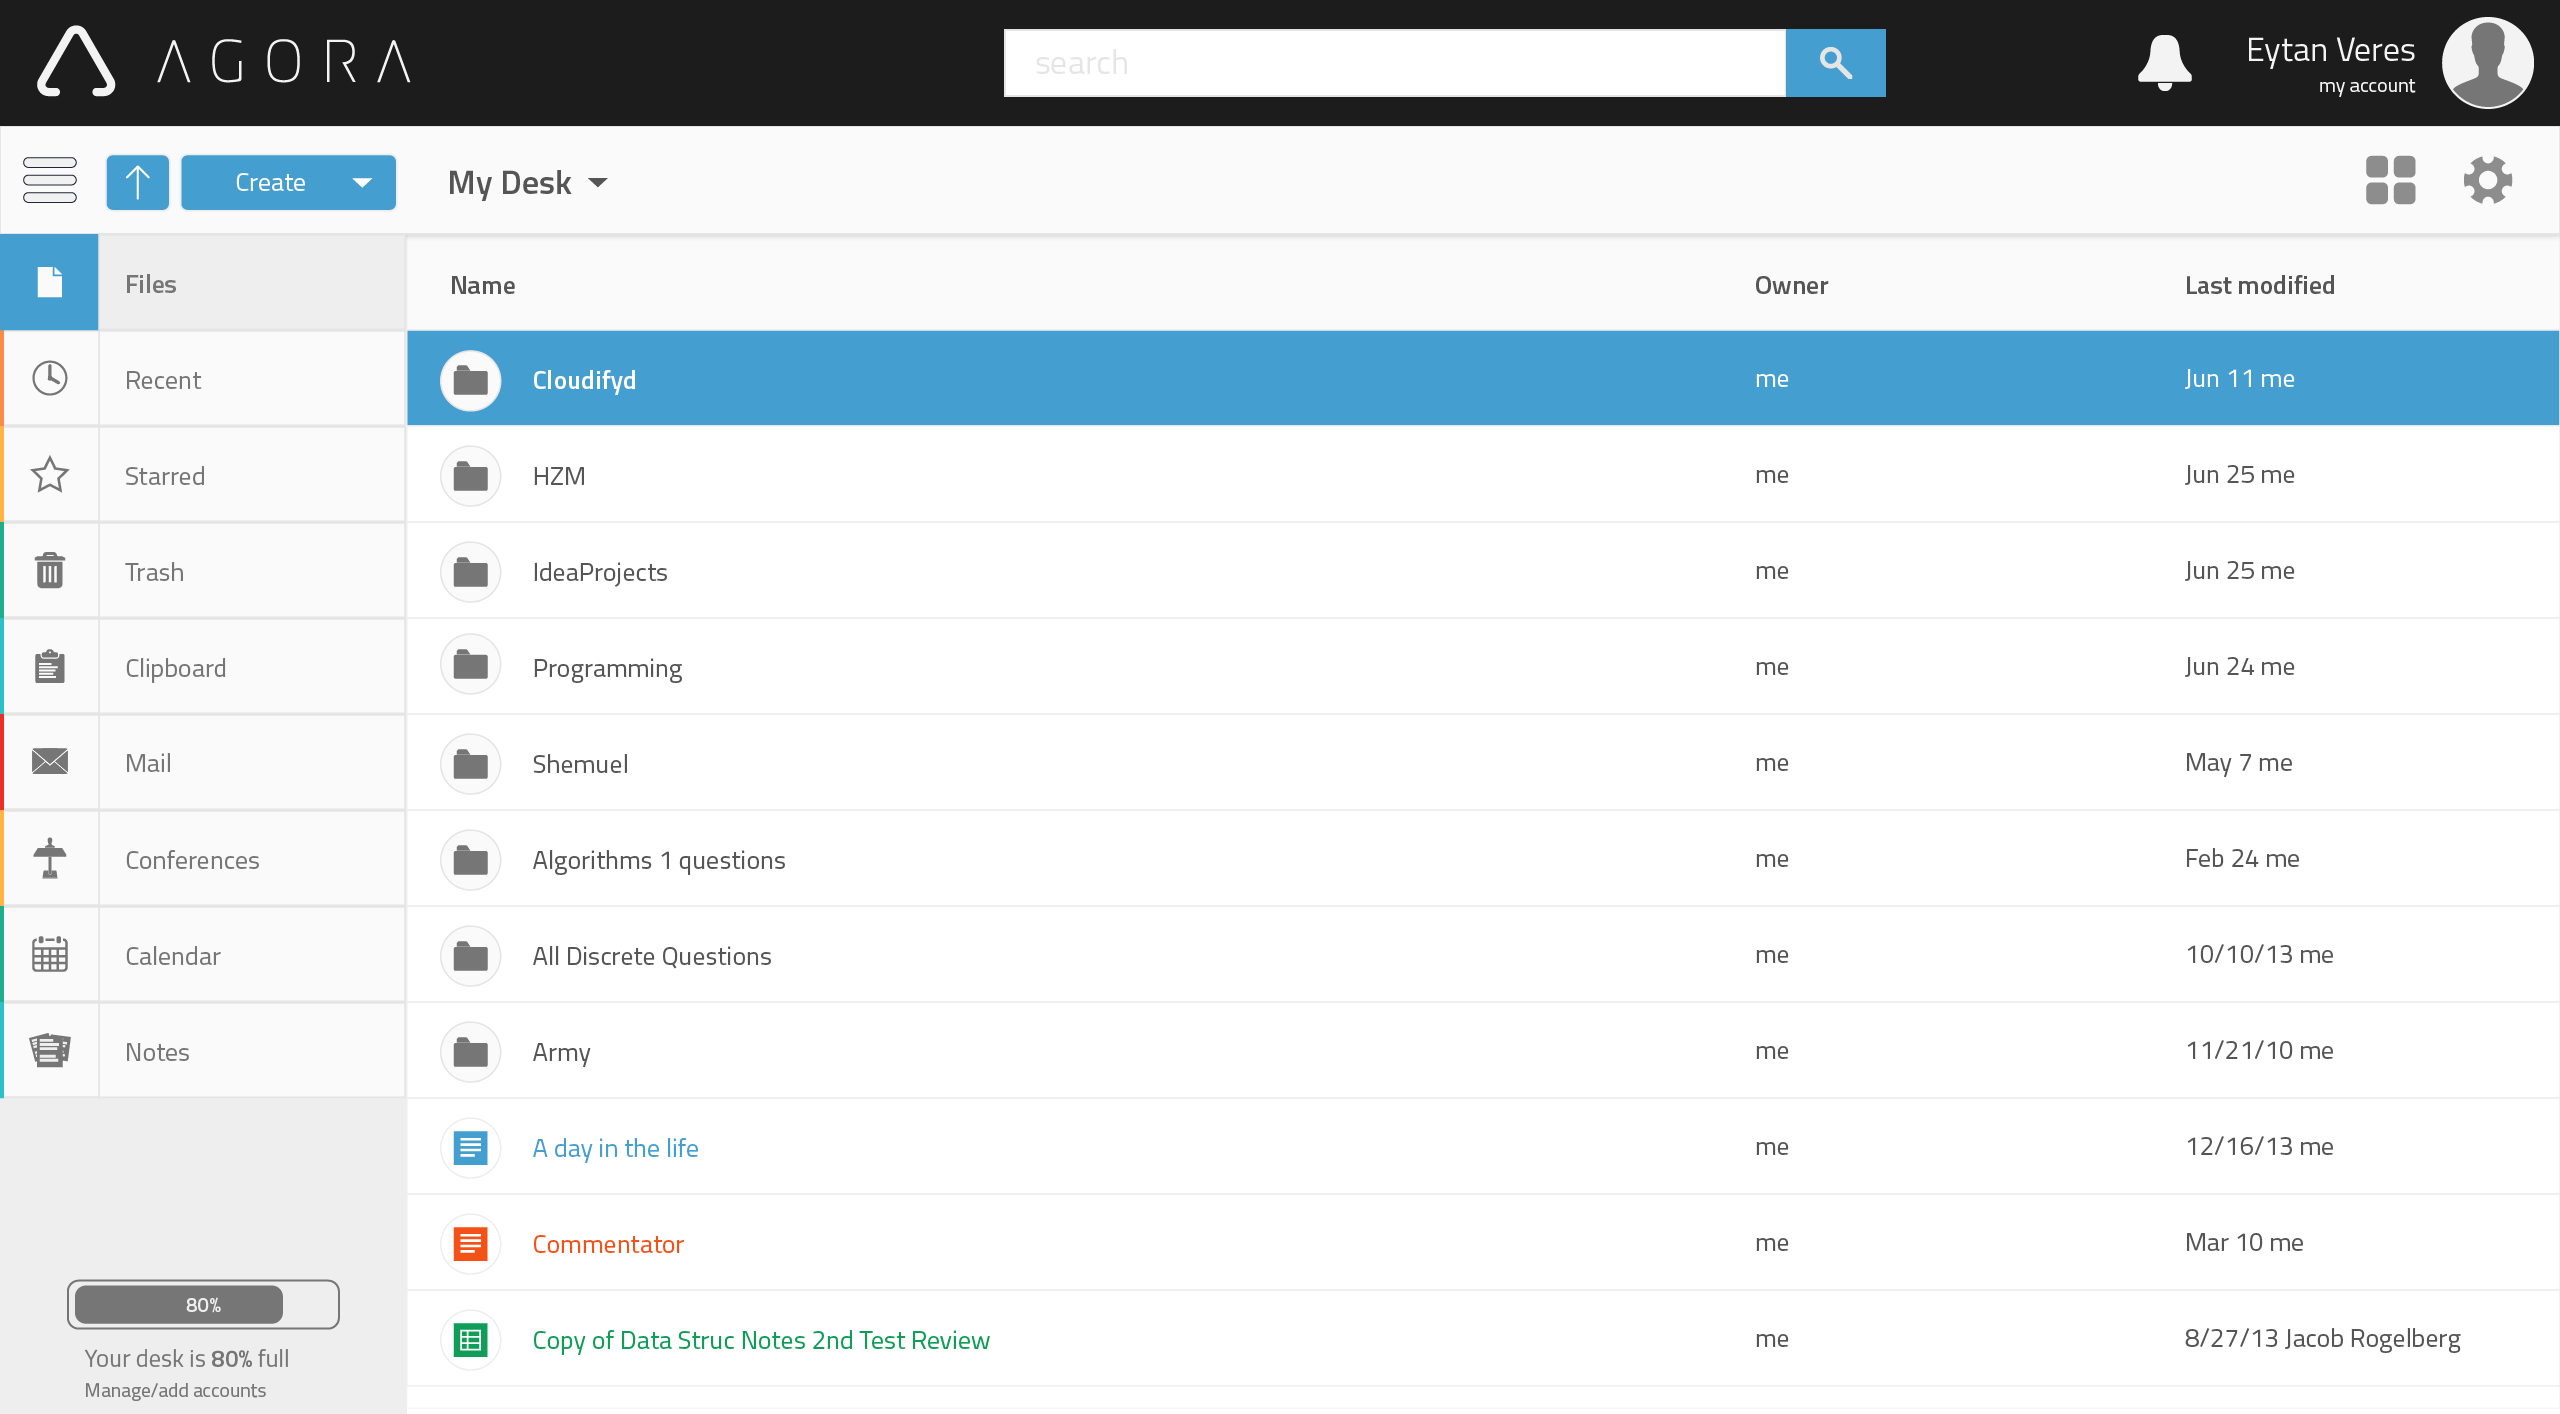 AGORA
search
Eytan Veres
my account
Create
My Desk
Files
Name Owner Last modified
Recent
Cloudifyd me Jun 11 me
Starred
HZM me Jun 25 me
Trash
IdeaProjects me Jun 25 me
Clipboard
Programming me Jun 24 me
Mail
Shemuel me May 7 me
Conferences
Algorithms 1 questions me Feb 24 me
Calendar
All Discrete Questions me 10/10/13 me
Notes
Army me 11/21/10 me
A day in the life me 12/16/13 me
Commentator me Mar 10 me
Copy of Data Struc Notes 2nd Test Review me 8/27/13 Jacob Rogelberg
80%
Your desk is 80% full
Manage/add accounts